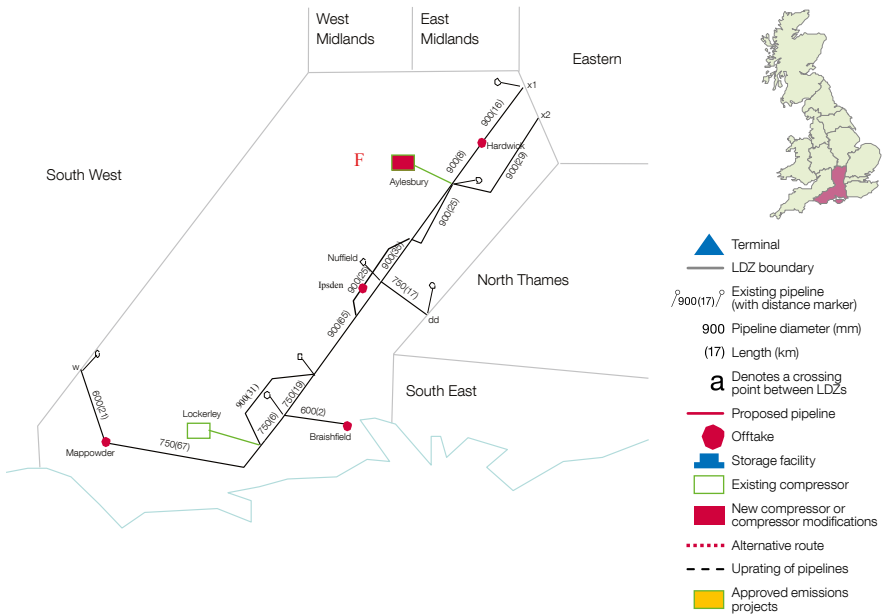 West
Midlands
East
Midlands
Eastern
x1
x2
900(16)
Hardwick
900(8)
900(29)
F
Aylesbury
South West
900(25)
Nuffield
900(38)
Ipsden
900(25)
750(17)
North Thames
900(65)
dd
w
South East
900(31)
750(19)
600(21)
Lockerley
750(6)
600(2)
Braishfield
Mappowder
750(67)
Terminal
LDZ boundary
900(17)
Existing pipeline
(with distance marker)
900 Pipeline diameter (mm)
(17) Length (km)
a Denotes a crossing
point between LDZs
Proposed pipeline
Offtake
Storage facility
Existing compressor
New compressor or
compressor modifications
Alternative route
Uprating of pipelines
Approved emissions
projects